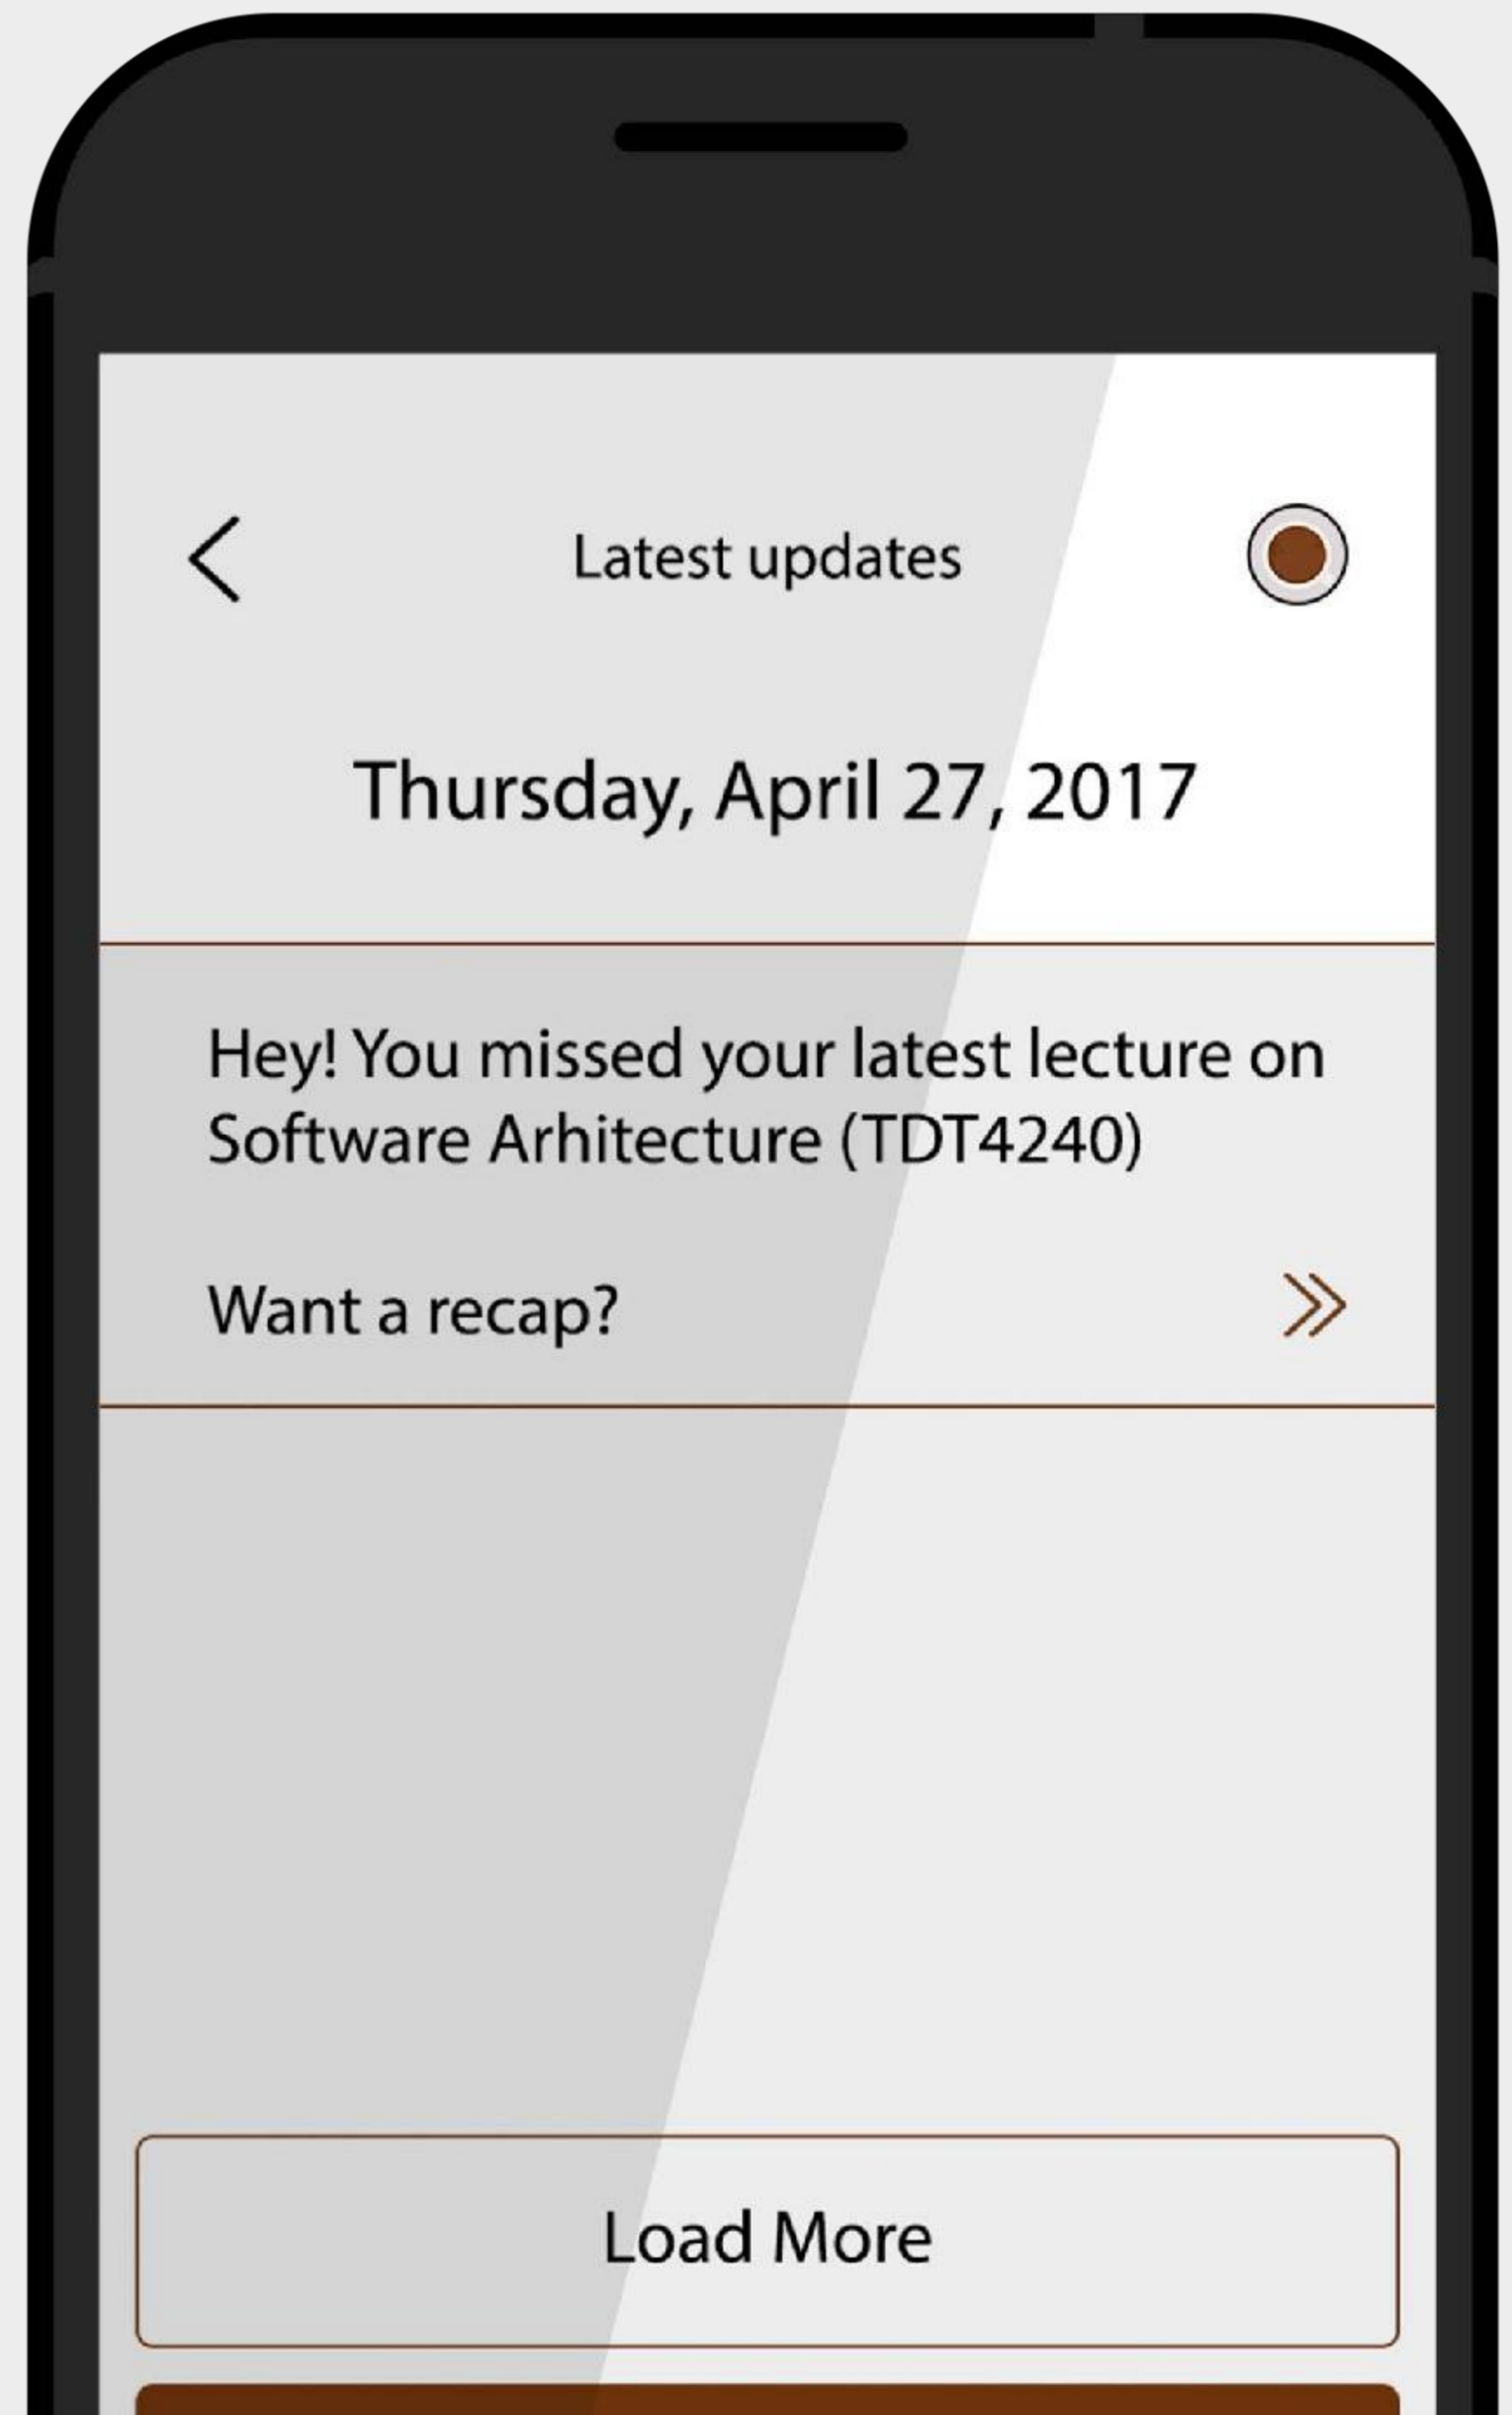 Latest updates
Thursday, April 27, 2017
Hey! You missed your latest lecture on
Software Arhitecture (TDT4240)
Want a recap?
Load More